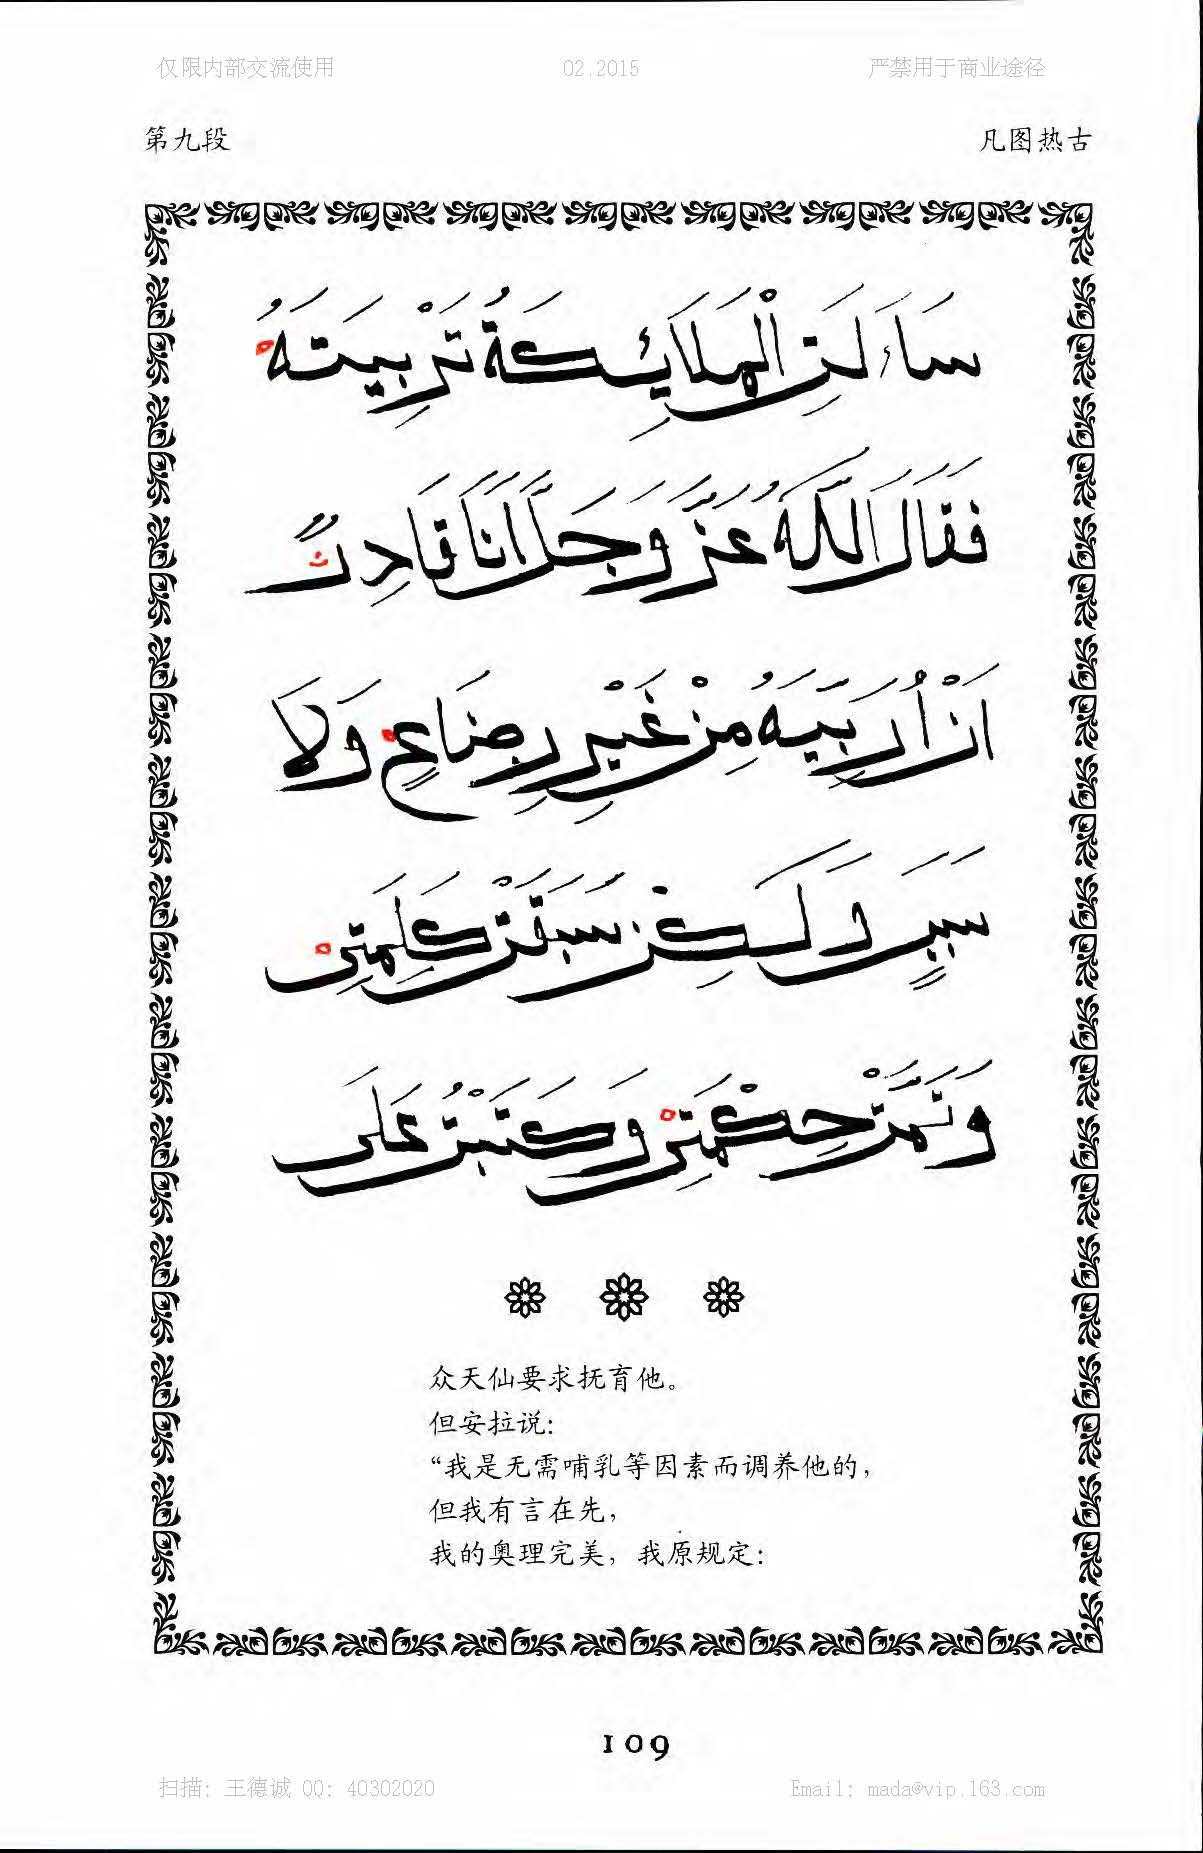 仅限内部交流使用 02.2015 严禁用于商业途径
第九段 凡图热古
سَاَءلَتِ الْمَلَائِكَةُ تَرْبِيَتَهُ
فَقَالَ اللَّهُ عَزَّ وَجَلَّ اَنَا قَادِرٌ
اَنْ اُرَبِّيَهُ مِنْ غَيْرِ رِضَاعٍ وَلَا
سَبَبٍ وَلَكِنْ سَبَقَتْ كَلِمَتِي
وَتَمَّتْ حِكْمَتِي وَكَتَبْتُ عَلَى
众天仙要求抚育他。
但安拉说：
“我是无需哺乳等因素而调养他的，
但我有言在先，
我的奥理完美，我原规定：
109
扫描：王德诚 QQ：40302020 Email：mada@vip.163.com